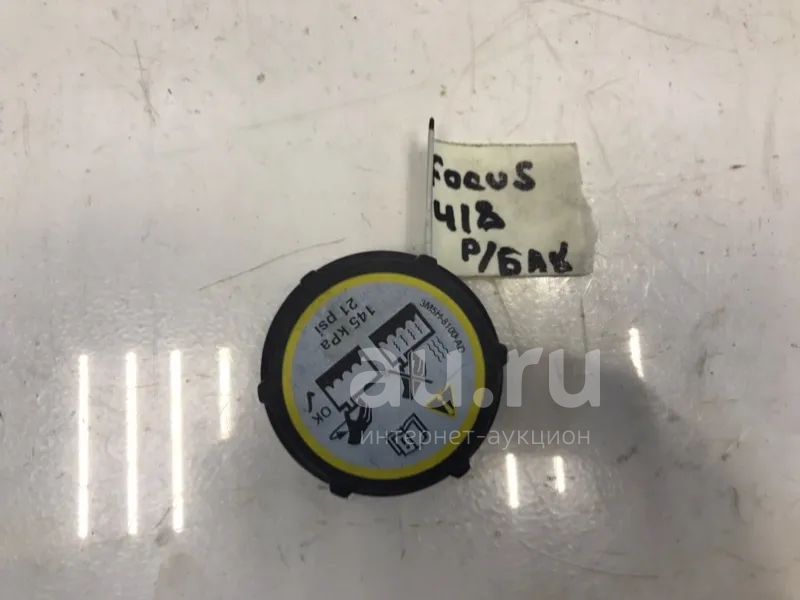 Focus
418
Р/БАК
145 kPa
21 psi
3M5H-8100-AD
OK
au.ru
интернет-аукцион